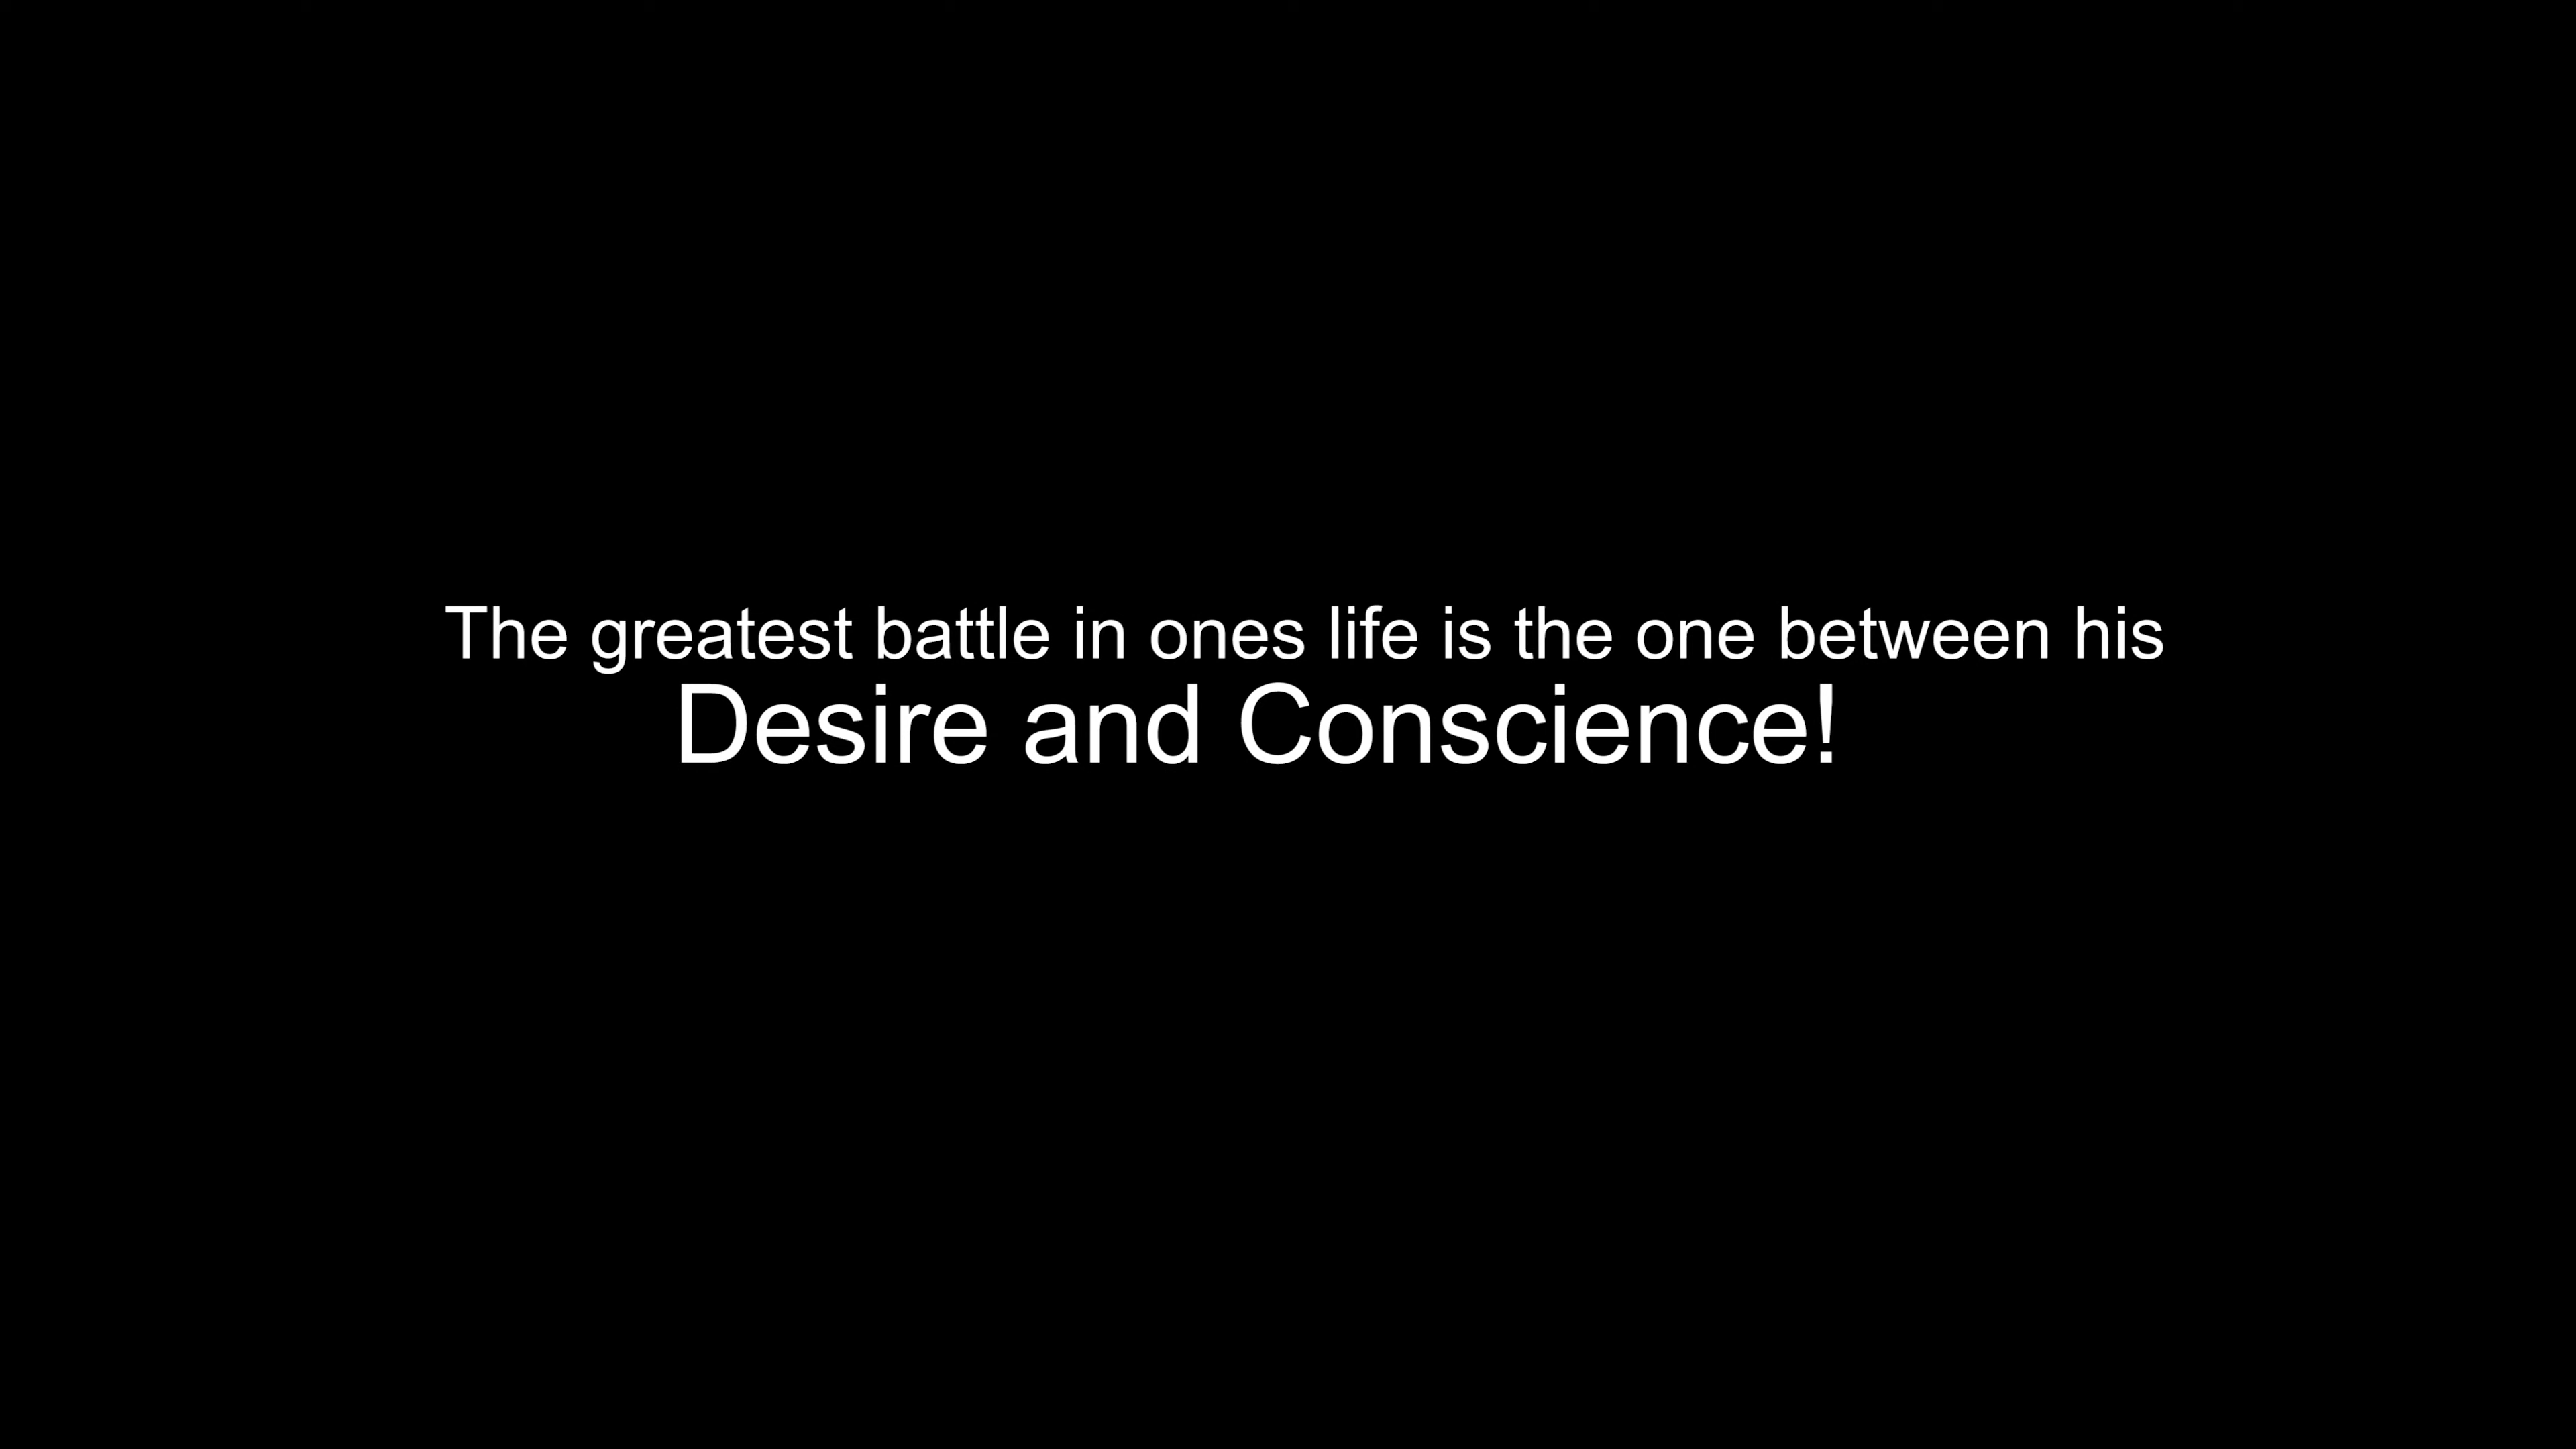 The greatest battle in ones life is the one between his
Desire and Conscience!